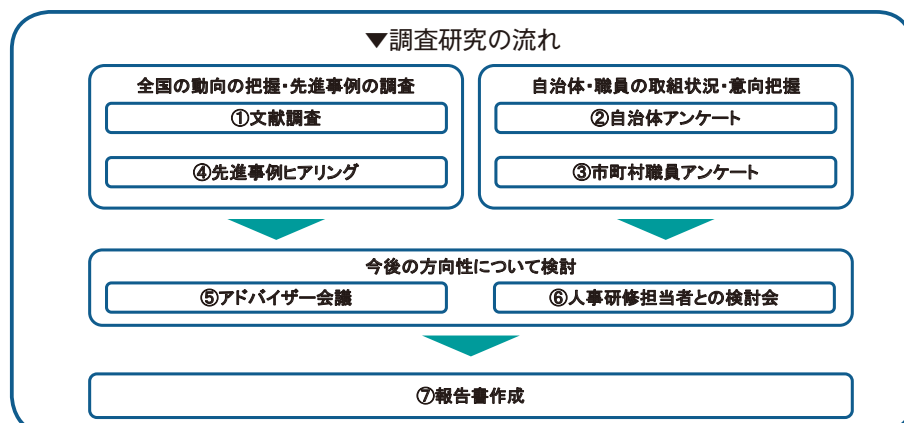 ▼調査研究の流れ
全国の動向の把握・先進事例の調査
①文献調査
④先進事例ヒアリング
自治体・職員の取組状況・意向把握
②自治体アンケート
③市町村職員アンケート
今後の方向性について検討
⑤アドバイザー会議
⑥人事研修担当者との検討会
⑦報告書作成